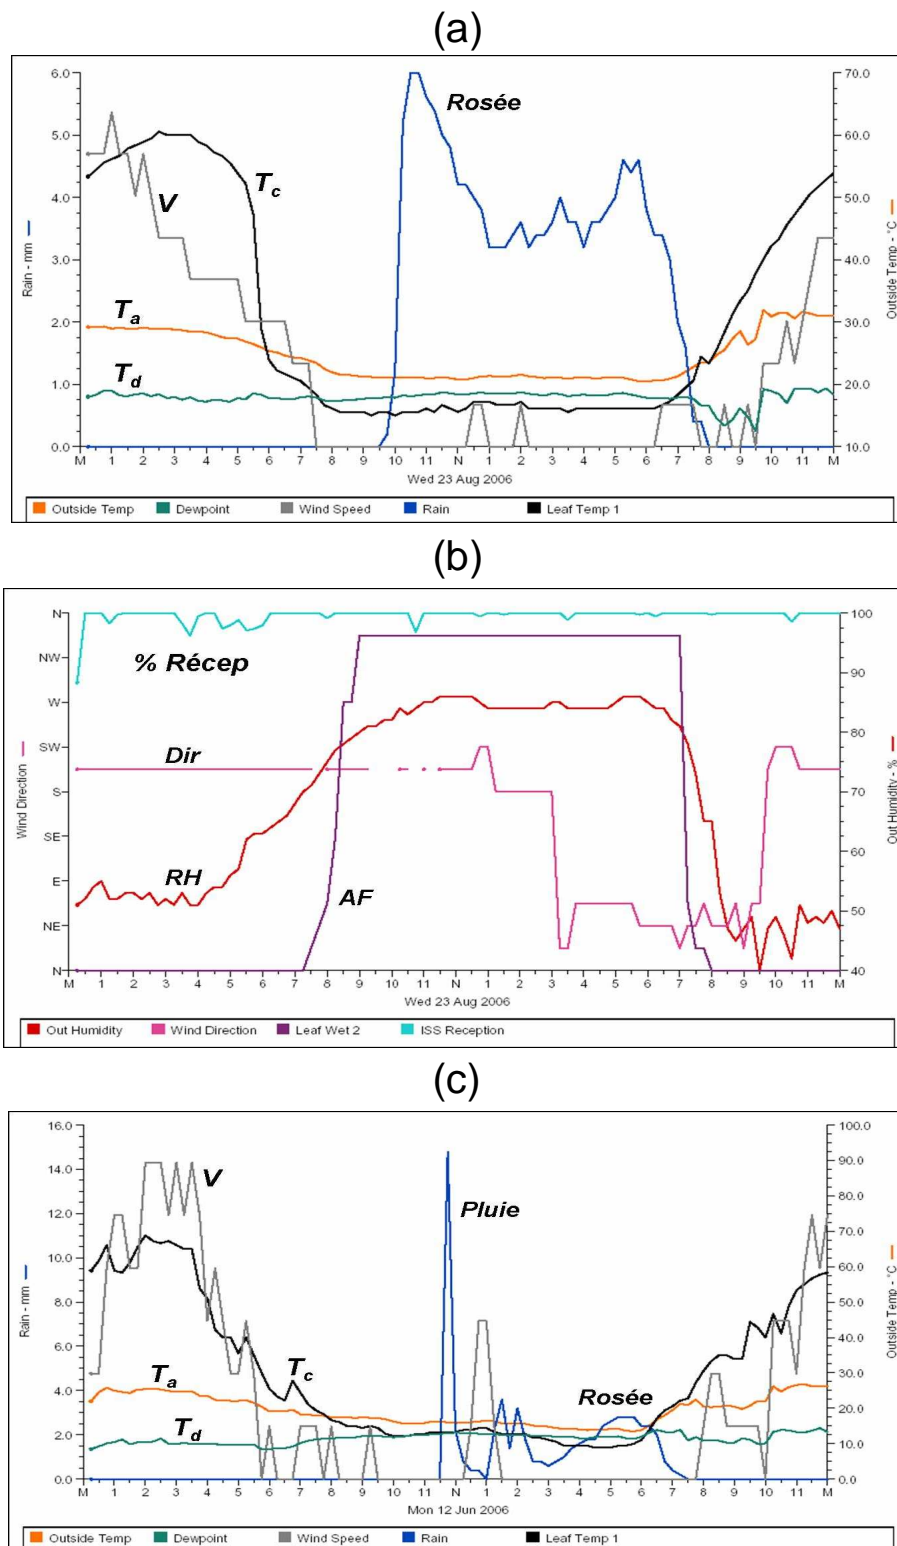 (a)
6.0
5.0
4.0
3.0
2.0
1.0
0.0
Rain - mm
70.0
60.0
50.0
40.0
30.0
20.0
10.0
Outside Temp - °C
Rosée
V
Tc
Ta
Td
M 1 2 3 4 5 6 7 8 9 10 11 N 1 2 3 4 5 6 7 8 9 10 11 M
Wed 23 Aug 2006
Outside Temp Dewpoint Wind Speed Rain Leaf Temp 1
(b)
N
NW
W
SW
S
SE
E
NE
N
Wind Direction
100
90
80
70
60
50
40
Out Humidity - %
% Récep
Dir
RH
AF
M 1 2 3 4 5 6 7 8 9 10 11 N 1 2 3 4 5 6 7 8 9 10 11 M
Wed 23 Aug 2006
Out Humidity Wind Direction Leaf Wet 2 ISS Reception
(c)
16.0
14.0
12.0
10.0
8.0
6.0
4.0
2.0
0.0
Rain - mm
100.0
90.0
80.0
70.0
60.0
50.0
40.0
30.0
20.0
10.0
0.0
Outside Temp - °C
V
Pluie
Tc
Ta
Rosée
Td
M 1 2 3 4 5 6 7 8 9 10 11 N 1 2 3 4 5 6 7 8 9 10 11 M
Mon 12 Jun 2006
Outside Temp Dewpoint Wind Speed Rain Leaf Temp 1